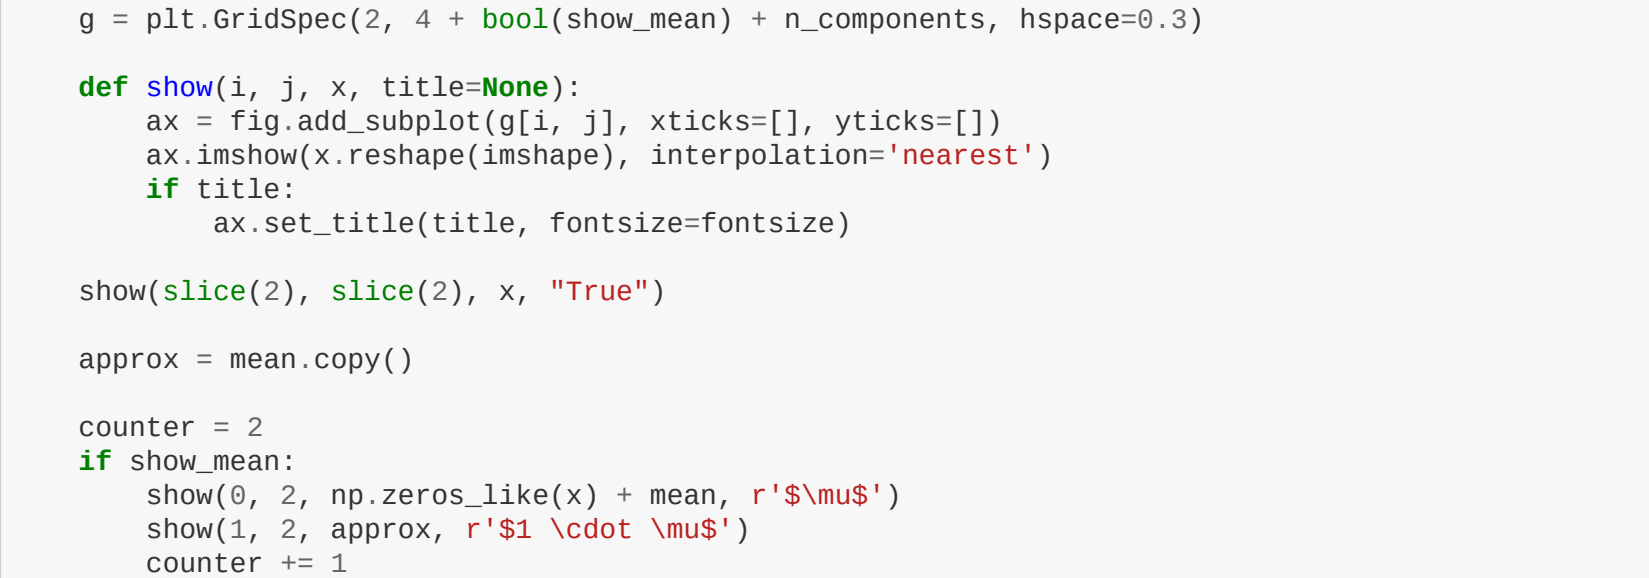 g = plt.GridSpec(2, 4 + bool(show_mean) + n_components, hspace=0.3)

def show(i, j, x, title=None):
    ax = fig.add_subplot(g[i, j], xticks=[], yticks=[])
    ax.imshow(x.reshape(imshape), interpolation='nearest')
    if title:
        ax.set_title(title, fontsize=fontsize)

show(slice(2), slice(2), x, "True")

approx = mean.copy()

counter = 2
if show_mean:
    show(0, 2, np.zeros_like(x) + mean, r'$\mu$')
    show(1, 2, approx, r'$1 \cdot \mu$')
    counter += 1